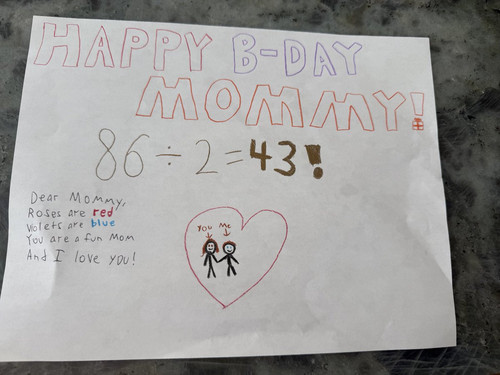 HAPPY B-DAY
MOMMY!
86 ÷ 2 = 43!
Dear Mommy,
Roses are red
Violets are blue
You are a fun Mom
And I love you!
You Me